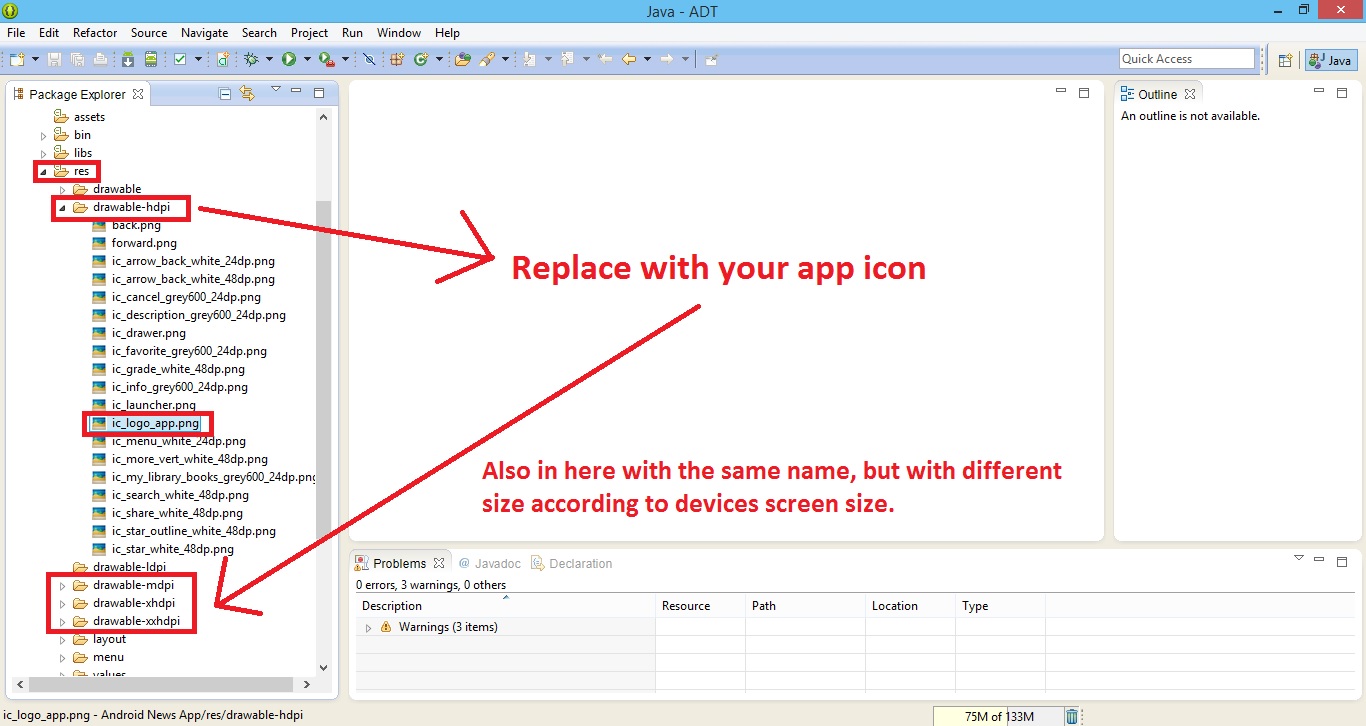 Java - ADT
File Edit Refactor Source Navigate Search Project Run Window Help
Quick Access
Java
Package Explorer
assets
bin
libs
res
drawable
drawable-hdpi
back.png
forward.png
ic_arrow_back_white_24dp.png
ic_arrow_back_white_48dp.png
ic_cancel_grey600_24dp.png
ic_description_grey600_24dp.png
ic_drawer.png
ic_favorite_grey600_24dp.png
ic_grade_white_48dp.png
ic_info_grey600_24dp.png
ic_launcher.png
ic_logo_app.png
ic_menu_white_24dp.png
ic_more_vert_white_48dp.png
ic_my_library_books_grey600_24dp.png
ic_search_white_48dp.png
ic_share_white_48dp.png
ic_star_outline_white_48dp.png
ic_star_white_48dp.png
drawable-ldpi
drawable-mdpi
drawable-xhdpi
drawable-xxhdpi
layout
menu
values
Replace with your app icon
Also in here with the same name, but with different
size according to devices screen size.
Outline
An outline is not available.
Problems @ Javadoc Declaration
0 errors, 3 warnings, 0 others
Description Resource Path Location Type
Warnings (3 items)
ic_logo_app.png - Android News App/res/drawable-hdpi
75M of 133M